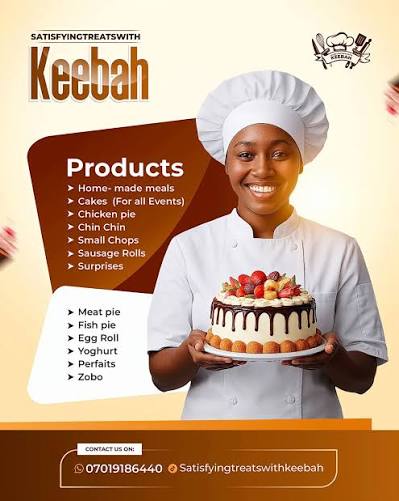 SATISFYINGTREATSWITH
Keebah
KEEBAH
Products
Home- made meals
Cakes (For all Events)
Chicken pie
Chin Chin
Small Chops
Sausage Rolls
Surprises
Meat pie
Fish pie
Egg Roll
Yoghurt
Perfaits
Zobo
CONTACT US ON:
07019186440 Satisfyingtreatswithkeebah